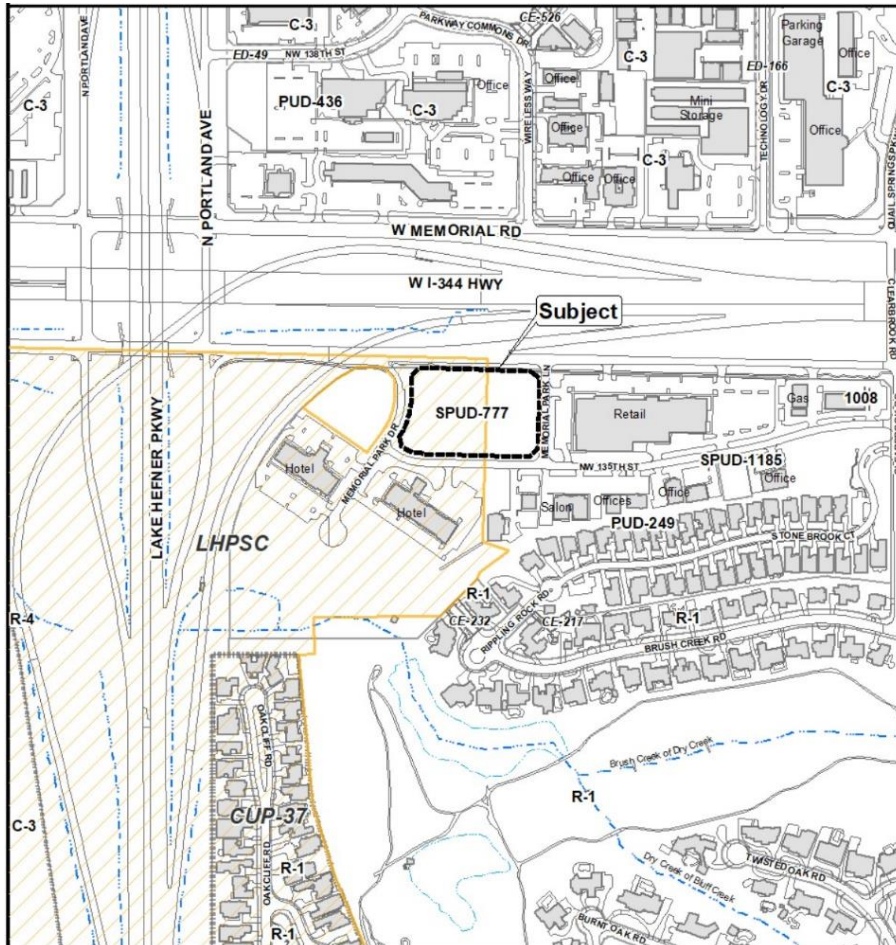 CE-526
PARKWAY COMMONS DR
C-3
N PORTLAND AVE
ED-49
NW 138TH ST
Parking
Garage
Office
C-3
ED-166
C-3
Office
PUD-436
C-3
C-3
WIRELESS WAY
Office
Office
Mini
Storage
TECHNOLOGY DR
Office
C-3
Office
Office
N PORTLAND AVE
W MEMORIAL RD
W I-344 HWY
CLEARBROOK RD
Subject
LAKE HEFNER PKWY
SPUD-777
MEMORIAL PARK LN
Retail
Gas
1008
MEMORIAL PARK DR
Hotel
NW 135TH ST
SPUD-1185
Hotel
Salon
Offices
Office
Office
PUD-249
STONE BROOK CT
LHPSC
R-1
R-4
CE-232
RIPPLING ROCK RD
CE-217
R-1
BRUSH CREEK RD
OAKCLIFF RD
Brush Creek of Dry Creek
R-1
CUP-37
C-3
R-1
OAKCLIFF RD
Dry Creek of Bluff Creek
TWISTED OAK RD
BURNT OAK RD
R-1